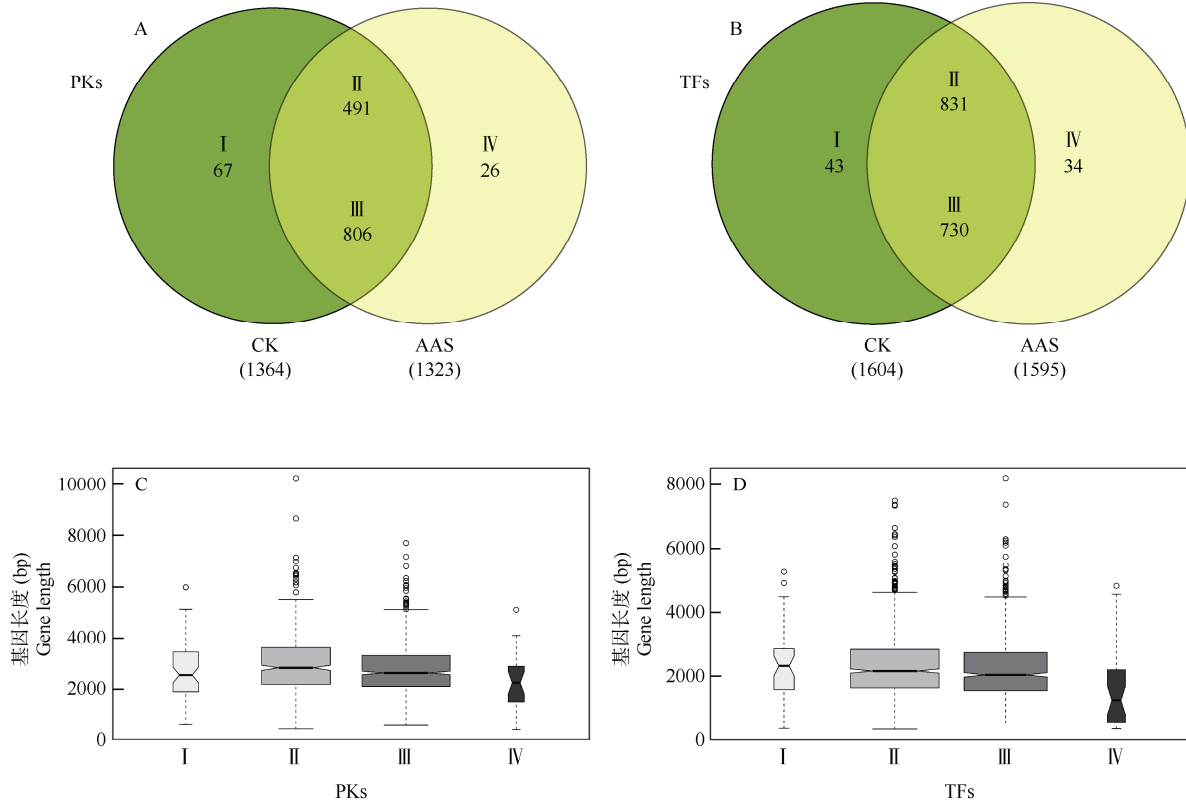 A
PKs
Ⅰ
67
Ⅱ
491
Ⅲ
806
Ⅳ
26
CK
(1364)
AAS
(1323)
B
TFs
Ⅰ
43
Ⅱ
831
Ⅲ
730
Ⅳ
34
CK
(1604)
AAS
(1595)
C
基因长度 (bp)
Gene length
10000
8000
6000
4000
2000
0
Ⅰ Ⅱ Ⅲ Ⅳ
PKs
D
基因长度 (bp)
Gene length
8000
6000
4000
2000
0
Ⅰ Ⅱ Ⅲ Ⅳ
TFs